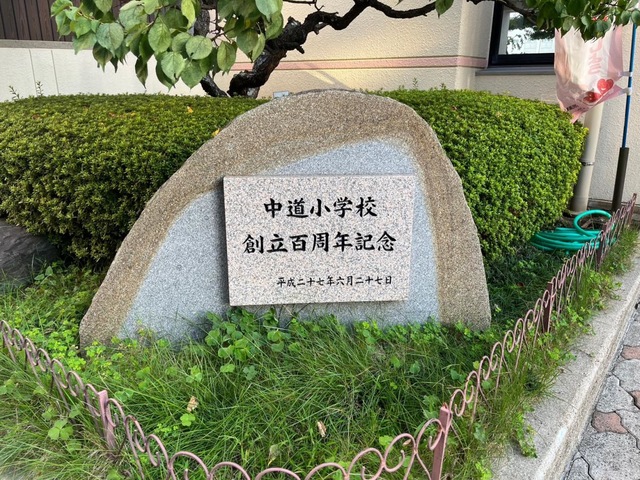 中道小学校
創立百周年記念
平成二十七年六月二十七日